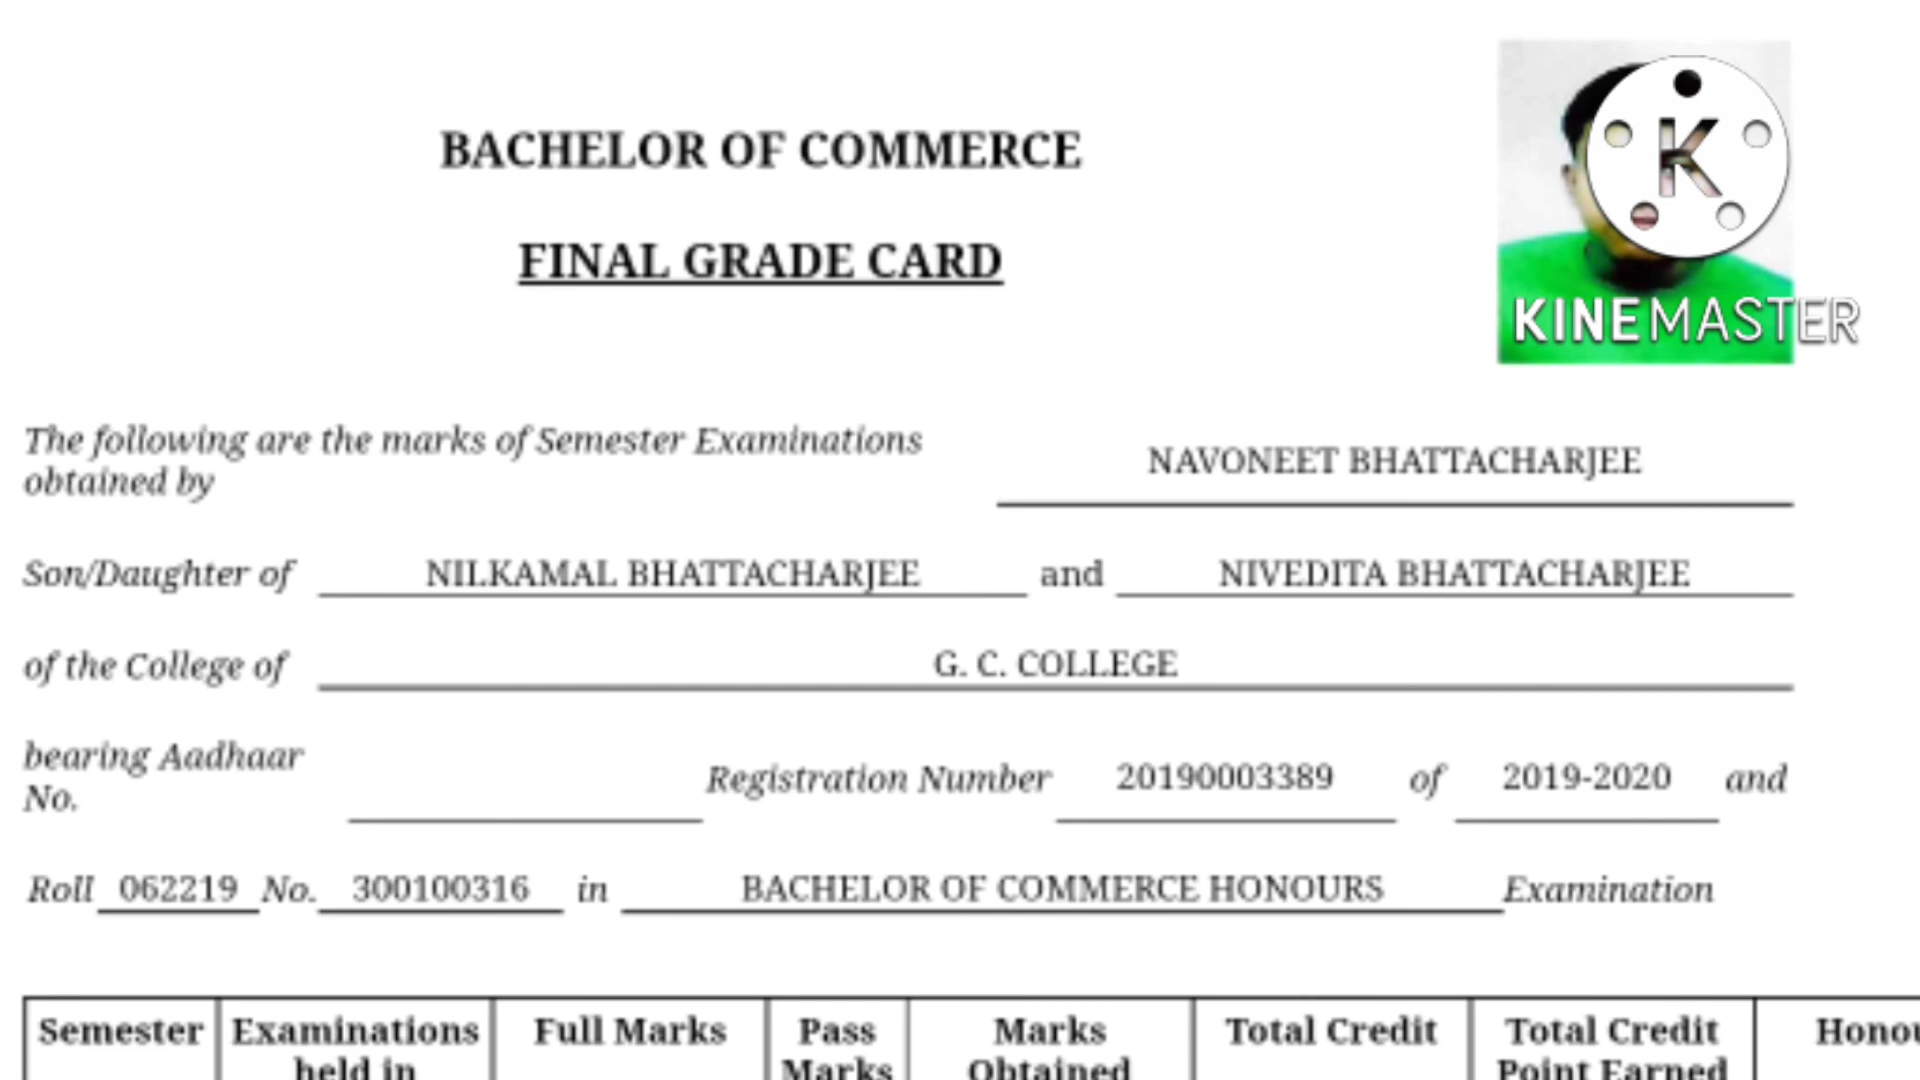 BACHELOR OF COMMERCE
FINAL GRADE CARD
K
KINEMASTER
The following are the marks of Semester Examinations
obtained by NAVONEET BHATTACHARJEE
Son/Daughter of NILKAMAL BHATTACHARJEE and NIVEDITA BHATTACHARJEE
of the College of G. C. COLLEGE
bearing Aadhaar
No. Registration Number 20190003389 of 2019-2020 and
Roll 062219 No. 300100316 in BACHELOR OF COMMERCE HONOURS Examination
Semester Examinations Full Marks Pass Marks Total Credit Total Credit
held in Marks Obtained Point Earned